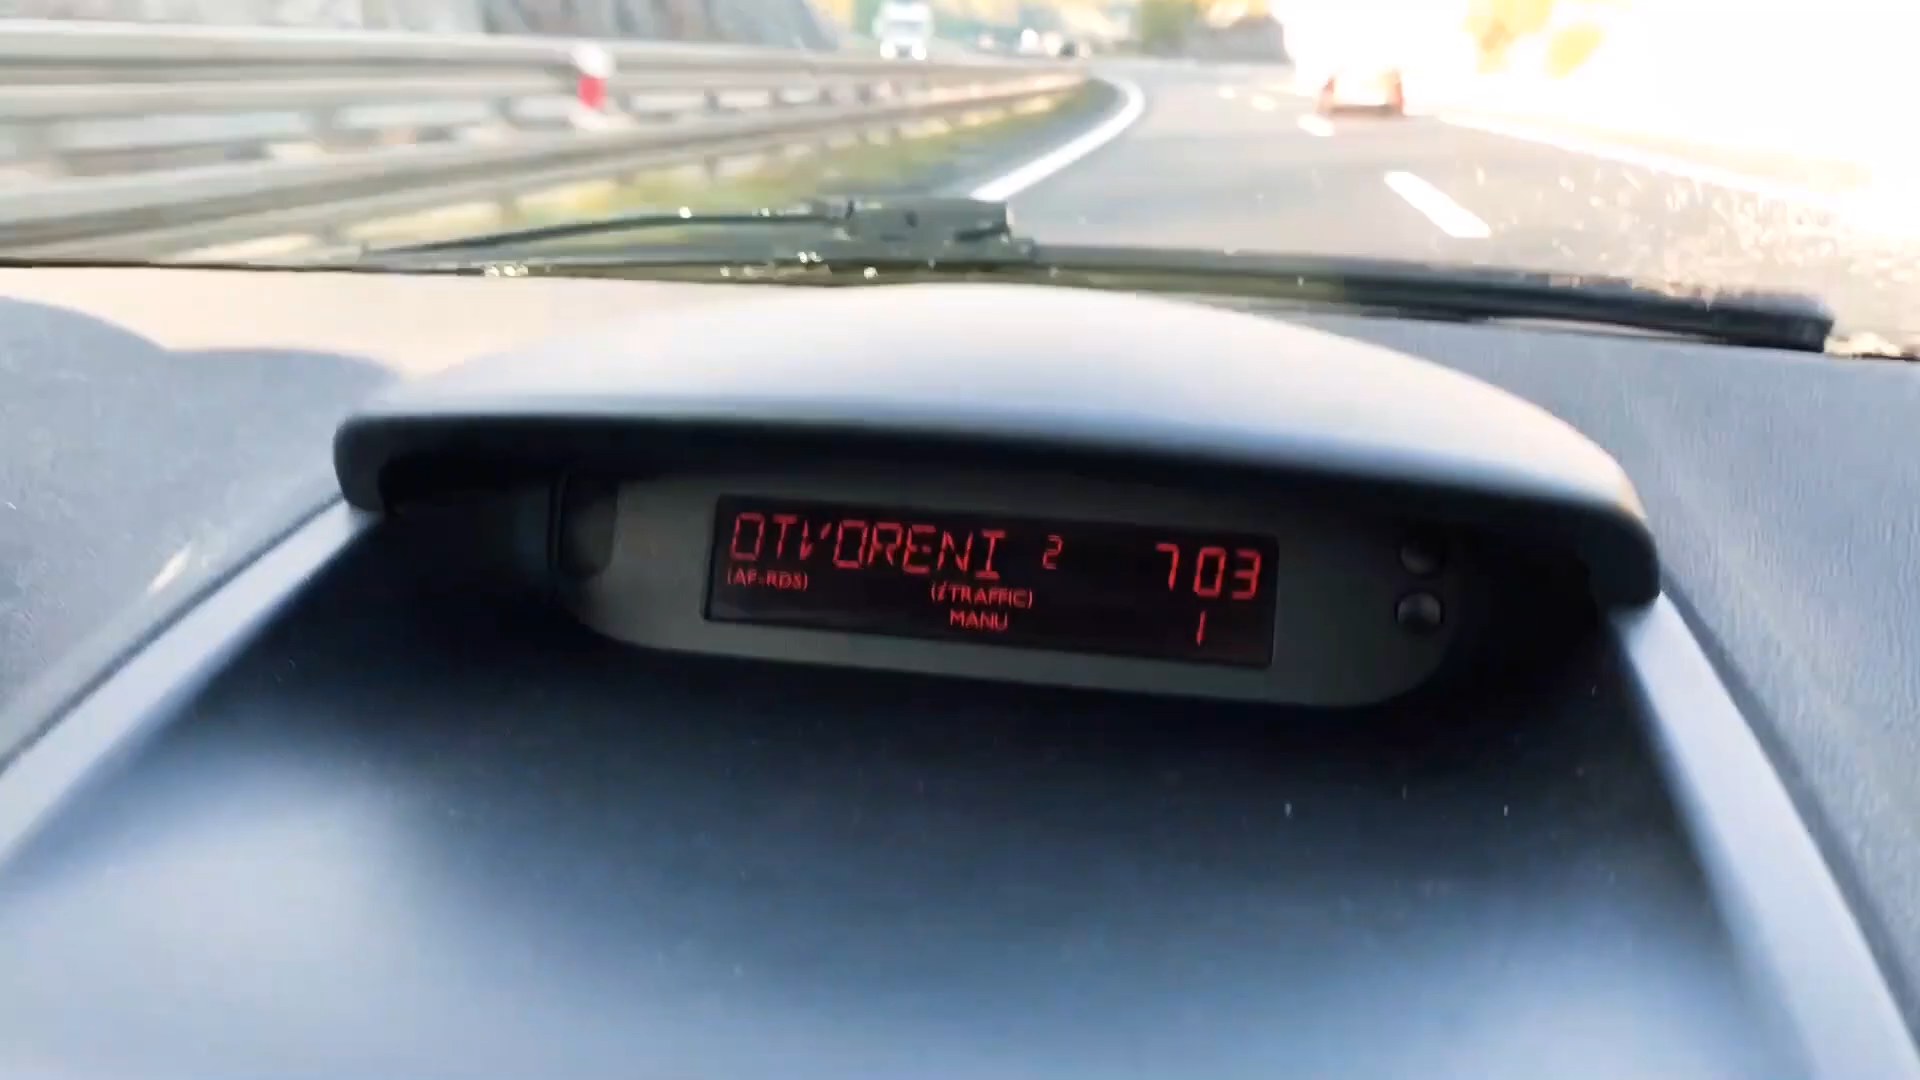 OTVORENI 2 703
(AF-RDS) (i TRAFFIC)
MANU 1